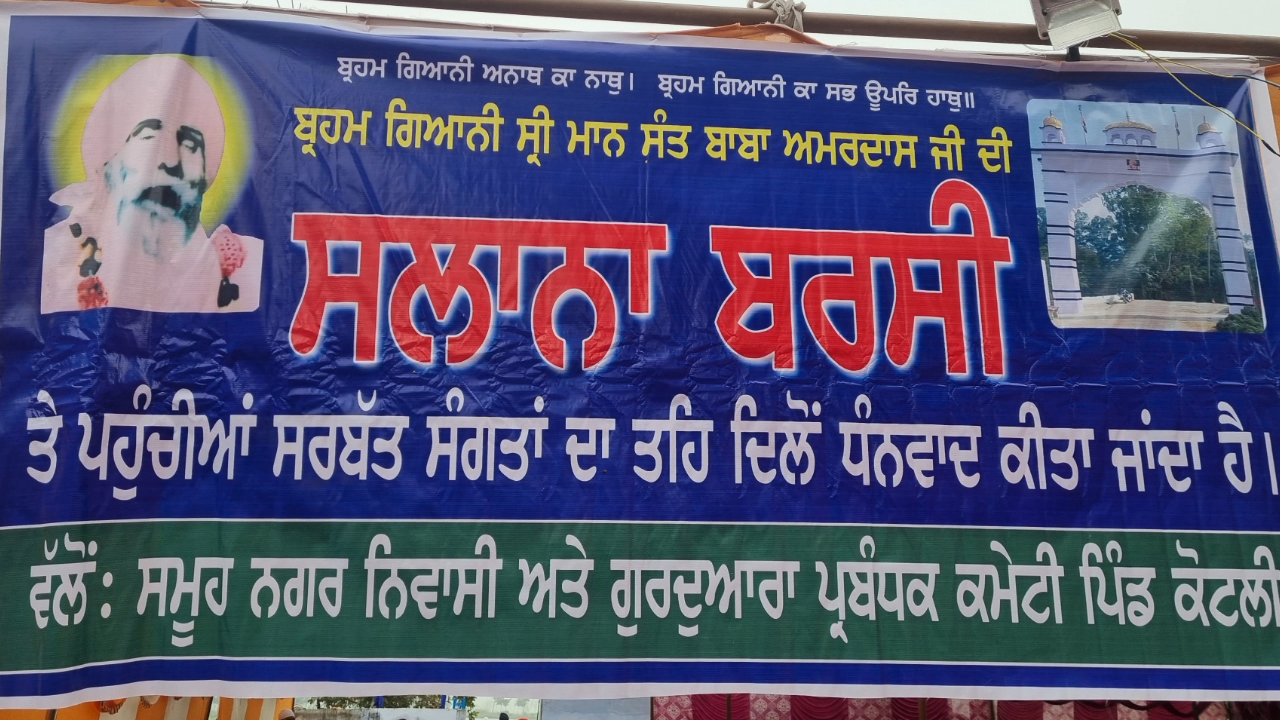 ਬ੍ਰਹਮ ਗਿਆਨੀ ਅਨਾਥ ਕਾ ਨਾਥੁ। ਬ੍ਰਹਮ ਗਿਆਨੀ ਕਾ ਸਭ ਊਪਰਿ ਹਾਥੁ॥
ਬ੍ਰਹਮ ਗਿਆਨੀ ਸ੍ਰੀ ਮਾਨ ਸੰਤ ਬਾਬਾ ਅਮਰਦਾਸ ਜੀ ਦੀ
ਸਲਾਨਾ ਬਰਸੀ
ਤੇ ਪਹੁੰਚੀਆਂ ਸਰਬੱਤ ਸੰਗਤਾਂ ਦਾ ਤਹਿ ਦਿਲੋਂ ਧੰਨਵਾਦ ਕੀਤਾ ਜਾਂਦਾ ਹੈ।
ਵੱਲੋਂ: ਸਮੂਹ ਨਗਰ ਨਿਵਾਸੀ ਅਤੇ ਗੁਰਦੁਆਰਾ ਪ੍ਰਬੰਧਕ ਕਮੇਟੀ ਪਿੰਡ ਕੋਟਲੀ